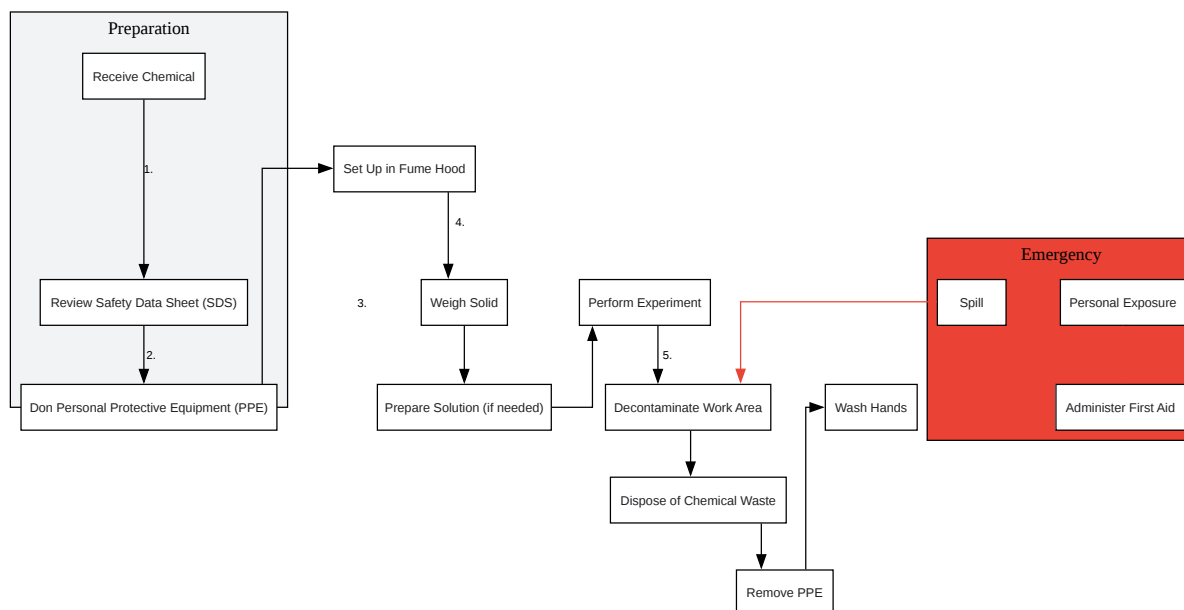 Preparation
Receive Chemical
1.
Review Safety Data Sheet (SDS)
2.
Don Personal Protective Equipment (PPE)
3.
Set Up in Fume Hood
4.
Weigh Solid
Prepare Solution (if needed)
Perform Experiment
5.
Decontaminate Work Area
Dispose of Chemical Waste
Remove PPE
Wash Hands
Emergency
Spill
Personal Exposure
Administer First Aid